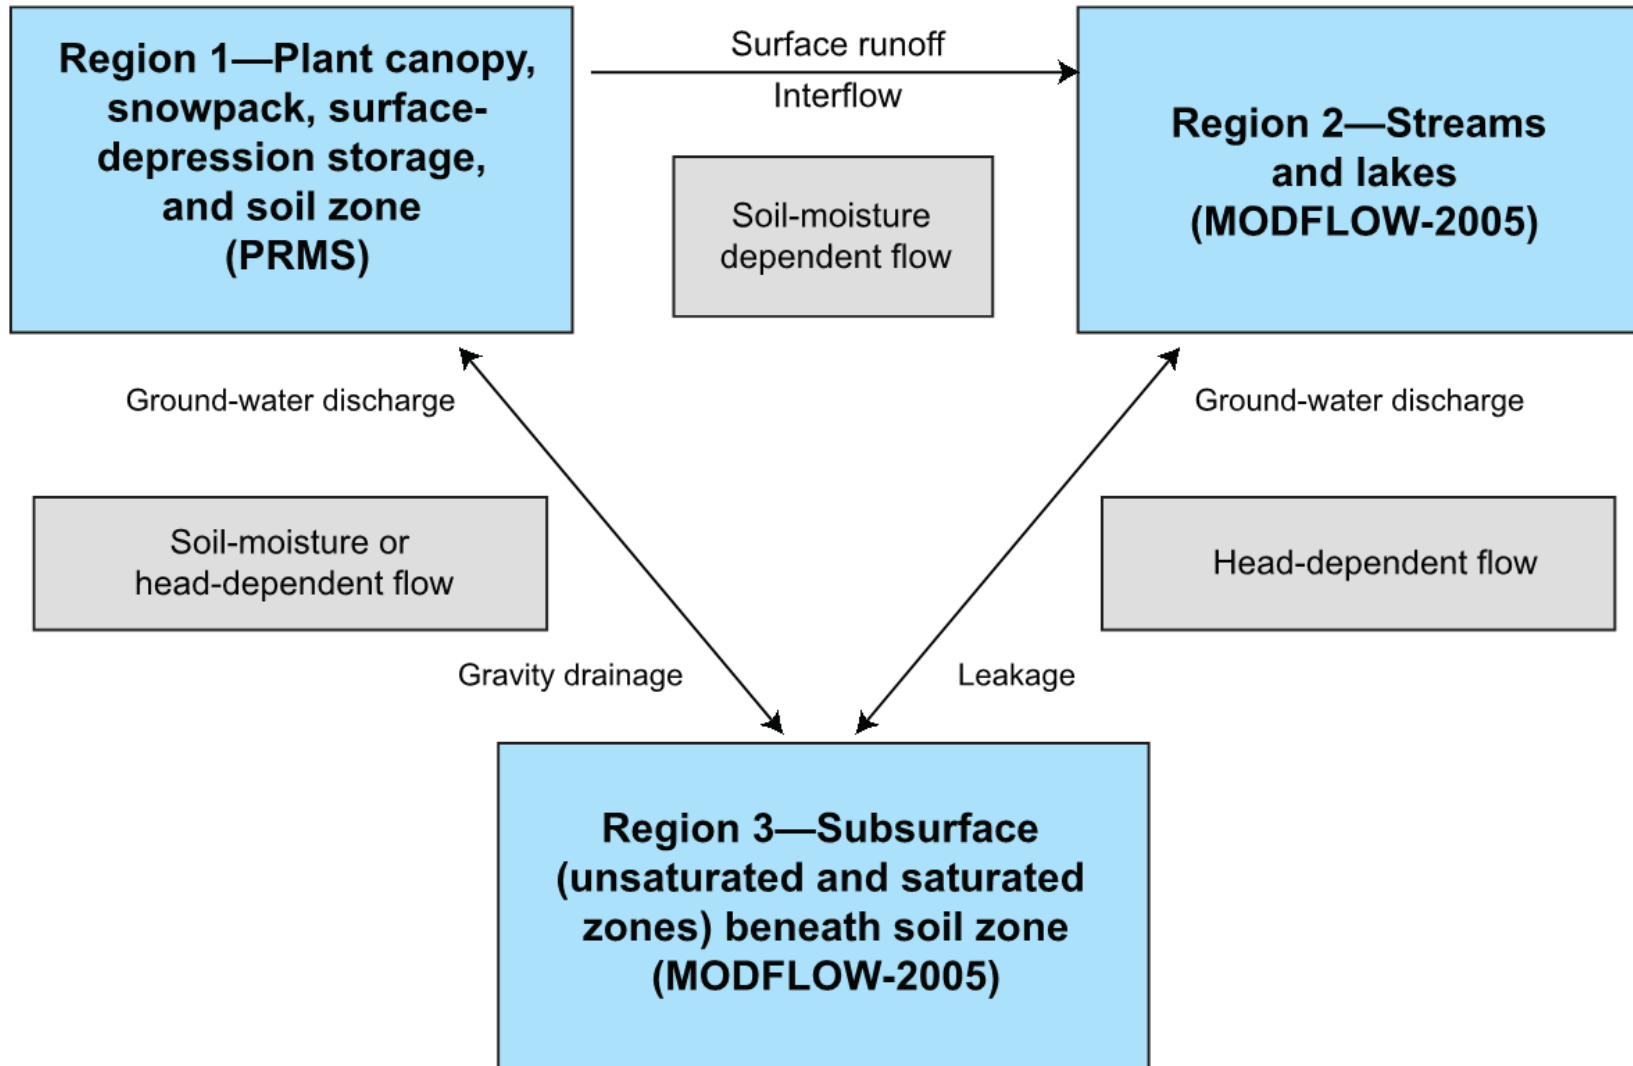 Region 1—Plant canopy,
snowpack, surface-
depression storage,
and soil zone
(PRMS)
Surface runoff
Interflow
Soil-moisture
dependent flow
Region 2—Streams
and lakes
(MODFLOW-2005)
Ground-water discharge
Ground-water discharge
Soil-moisture or
head-dependent flow
Head-dependent flow
Gravity drainage
Leakage
Region 3—Subsurface
(unsaturated and saturated
zones) beneath soil zone
(MODFLOW-2005)